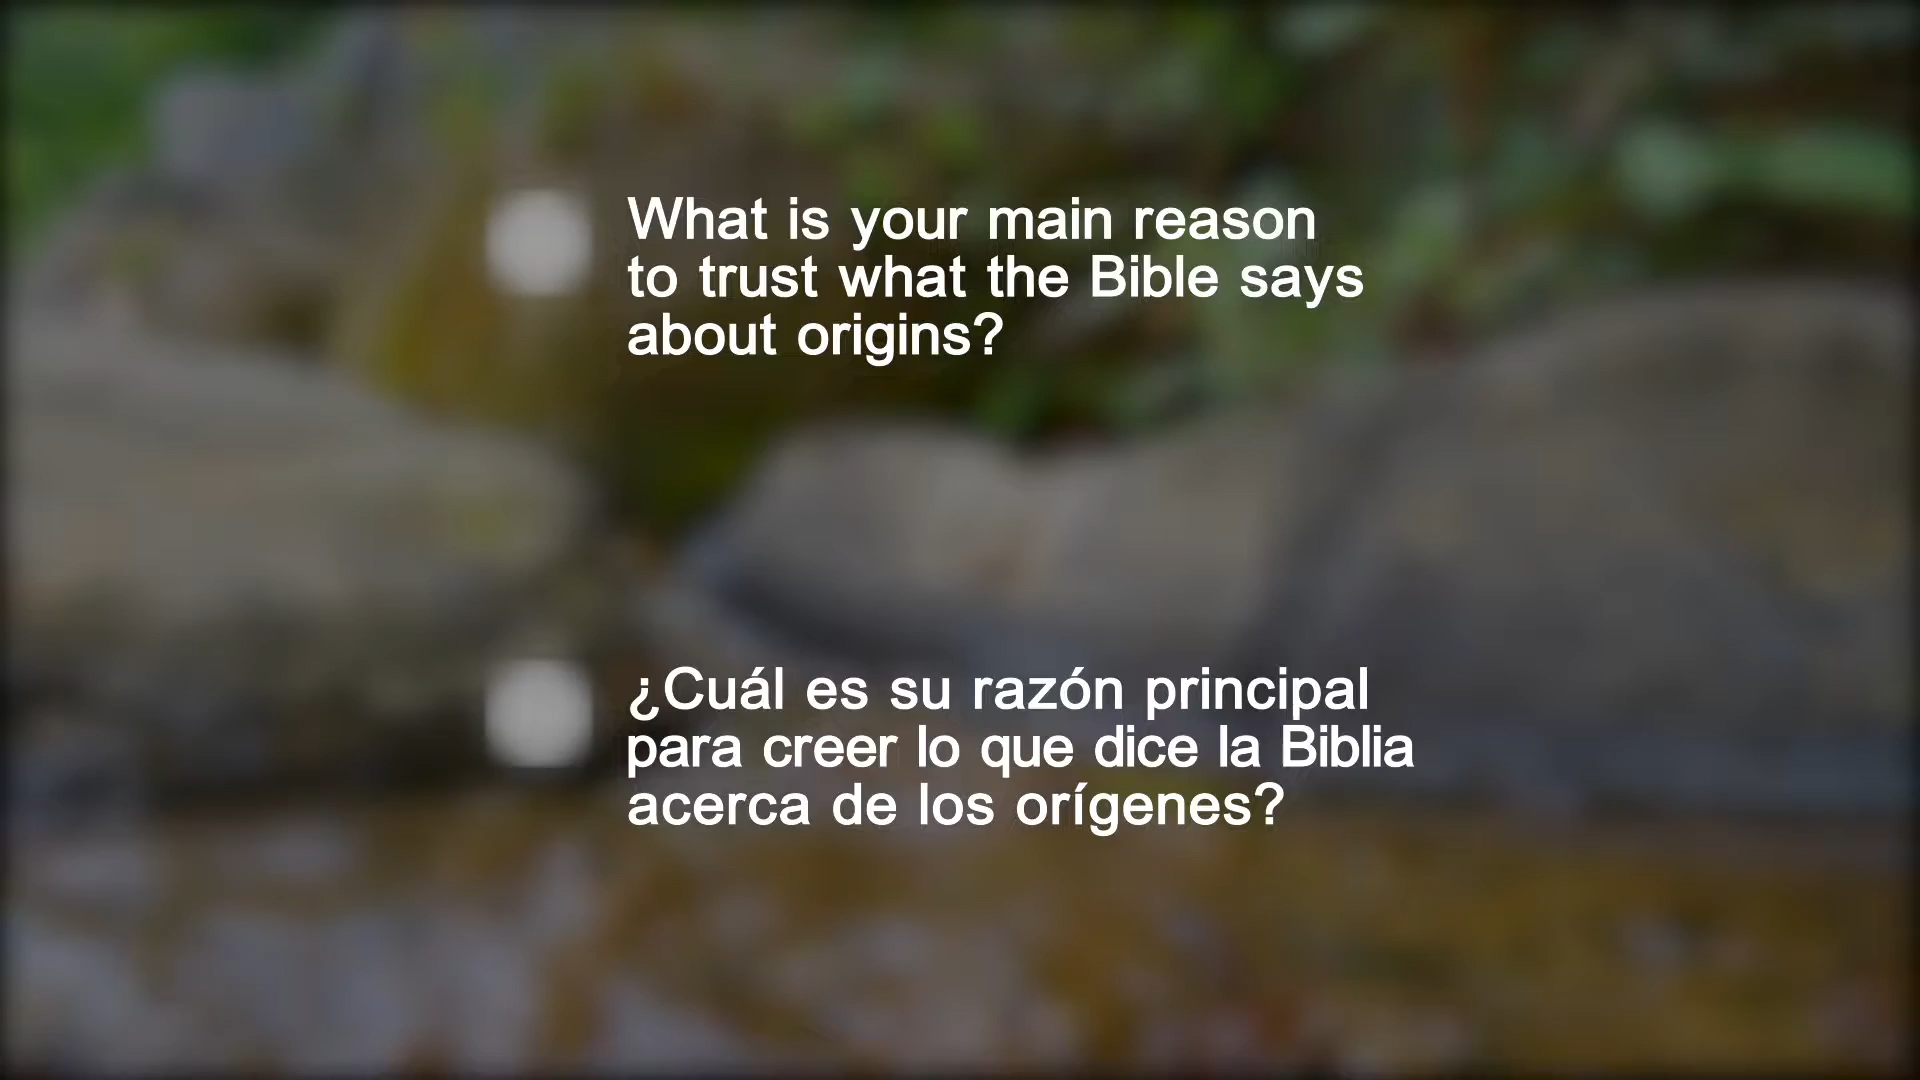 What is your main reason
to trust what the Bible says
about origins?
¿Cuál es su razón principal
para creer lo que dice la Biblia
acerca de los orígenes?